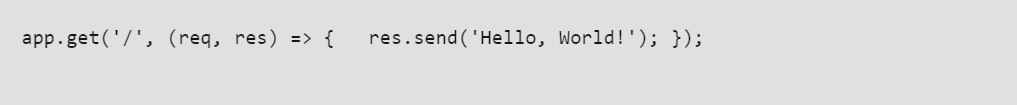 app.get('/', (req, res) => {   res.send('Hello, World!'); });